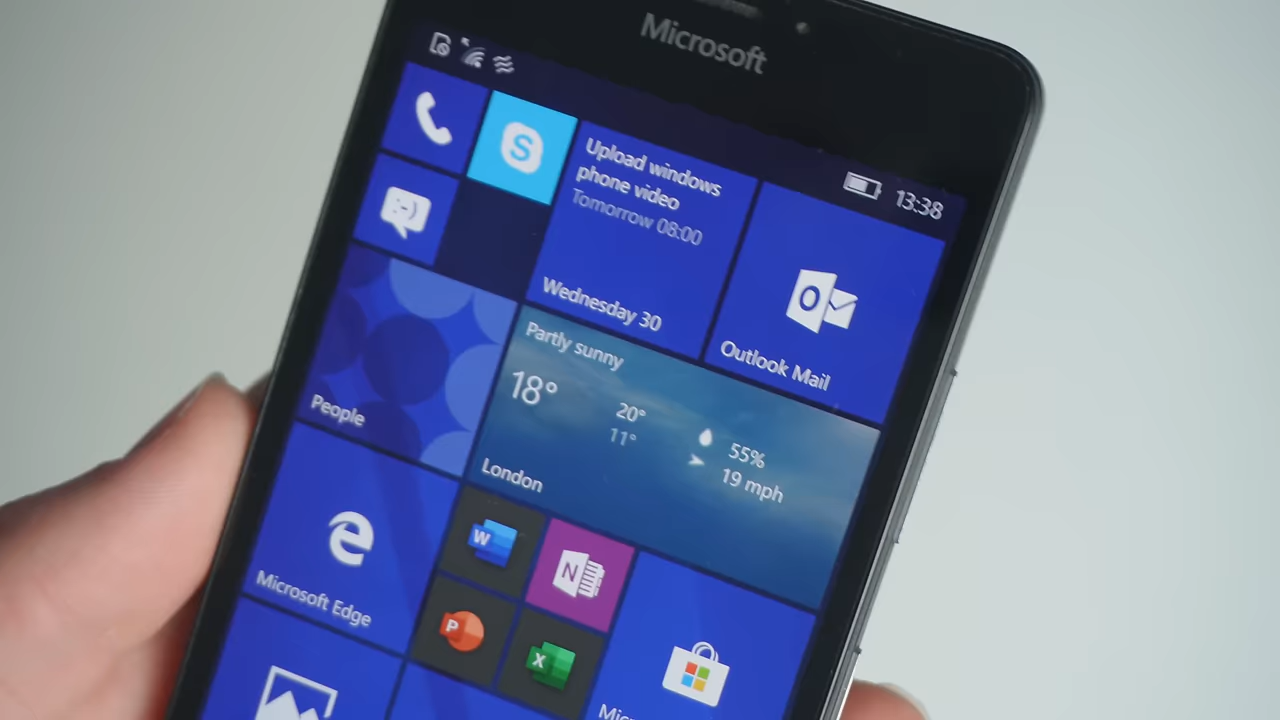 Microsoft
13:38
S
Upload windows
phone video
Tomorrow 08:00
Wednesday 30
:-)
O
Outlook Mail
People
Partly sunny
18°
20°
11°
55%
19 mph
London
Microsoft Edge
W
N
P
X